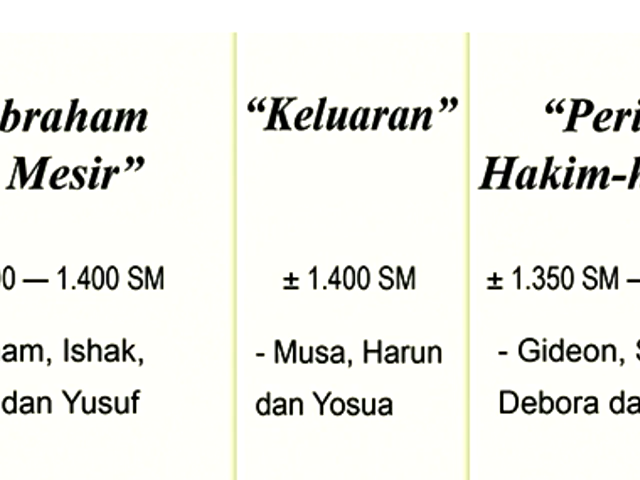 braham
Mesir”
0 — 1.400 SM
am, Ishak,
dan Yusuf
“Keluaran”
± 1.400 SM
- Musa, Harun
dan Yosua
“Peri
Hakim-h
± 1.350 SM –
- Gideon, S
Debora da